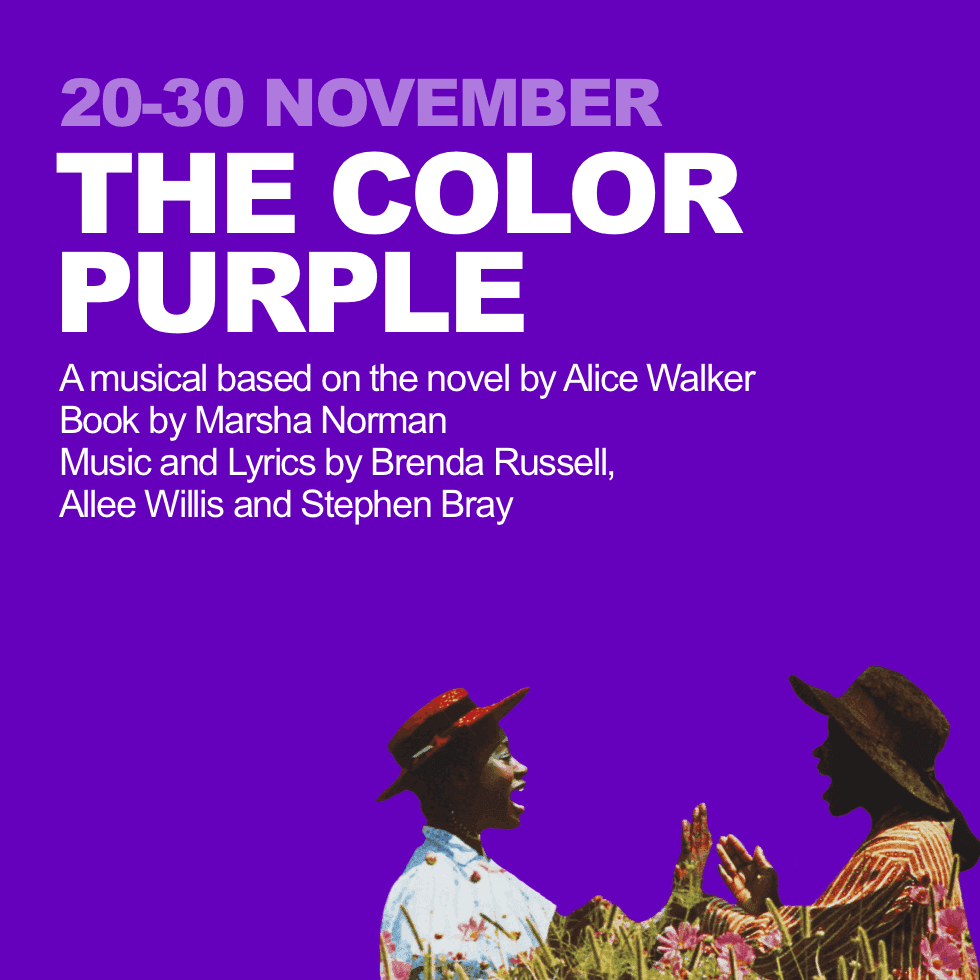 20-30 NOVEMBER
THE COLOR
PURPLE
A musical based on the novel by Alice Walker
Book by Marsha Norman
Music and Lyrics by Brenda Russell,
Allee Willis and Stephen Bray